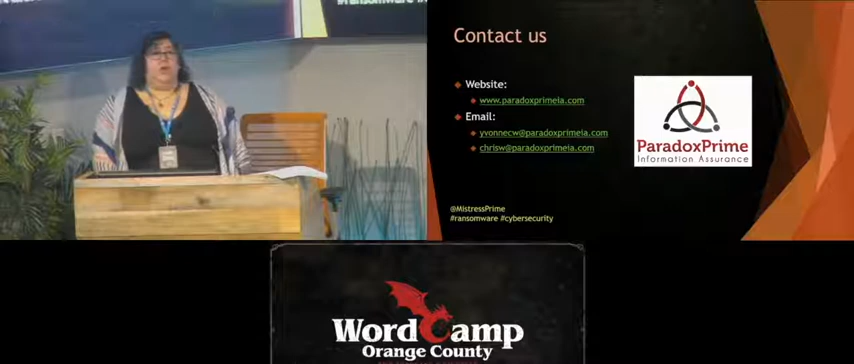 Contact us
Website:
www.paradoxprimeia.com
Email:
yvonnecw@paradoxprimeia.com
chrisw@paradoxprimeia.com
ParadoxPrime
Information Assurance
@MistressPrime
#ransomware #cybersecurity
WordCamp
Orange County